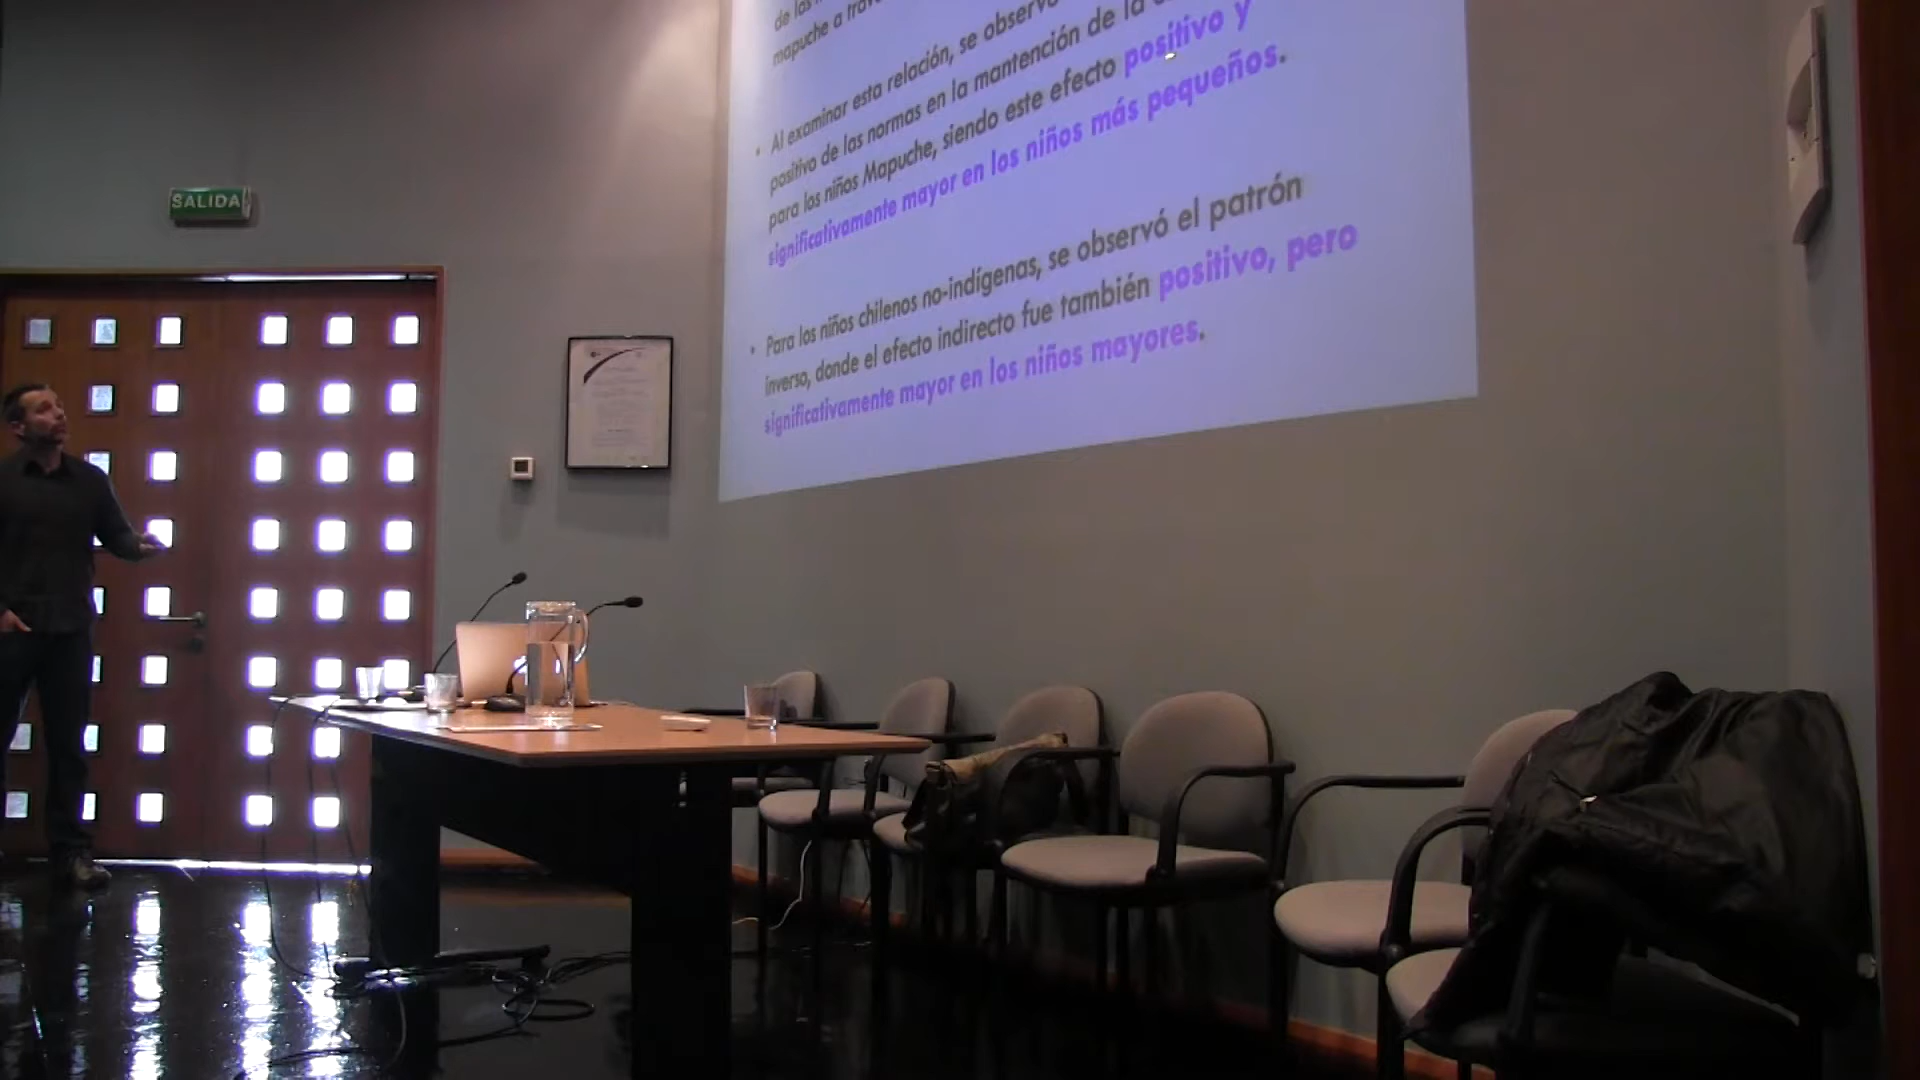 SALIDA
de los
mapuche a
• Al examinar esta relación, se observó
positivo de las normas en la mantención de la
para los niños Mapuche, siendo este efecto positivo y
significativamente mayor en los niños más pequeños.
• Para los niños chilenos no-indígenas, se observó el patrón
inverso, donde el efecto indirecto fue también positivo, pero
significativamente mayor en los niños mayores.